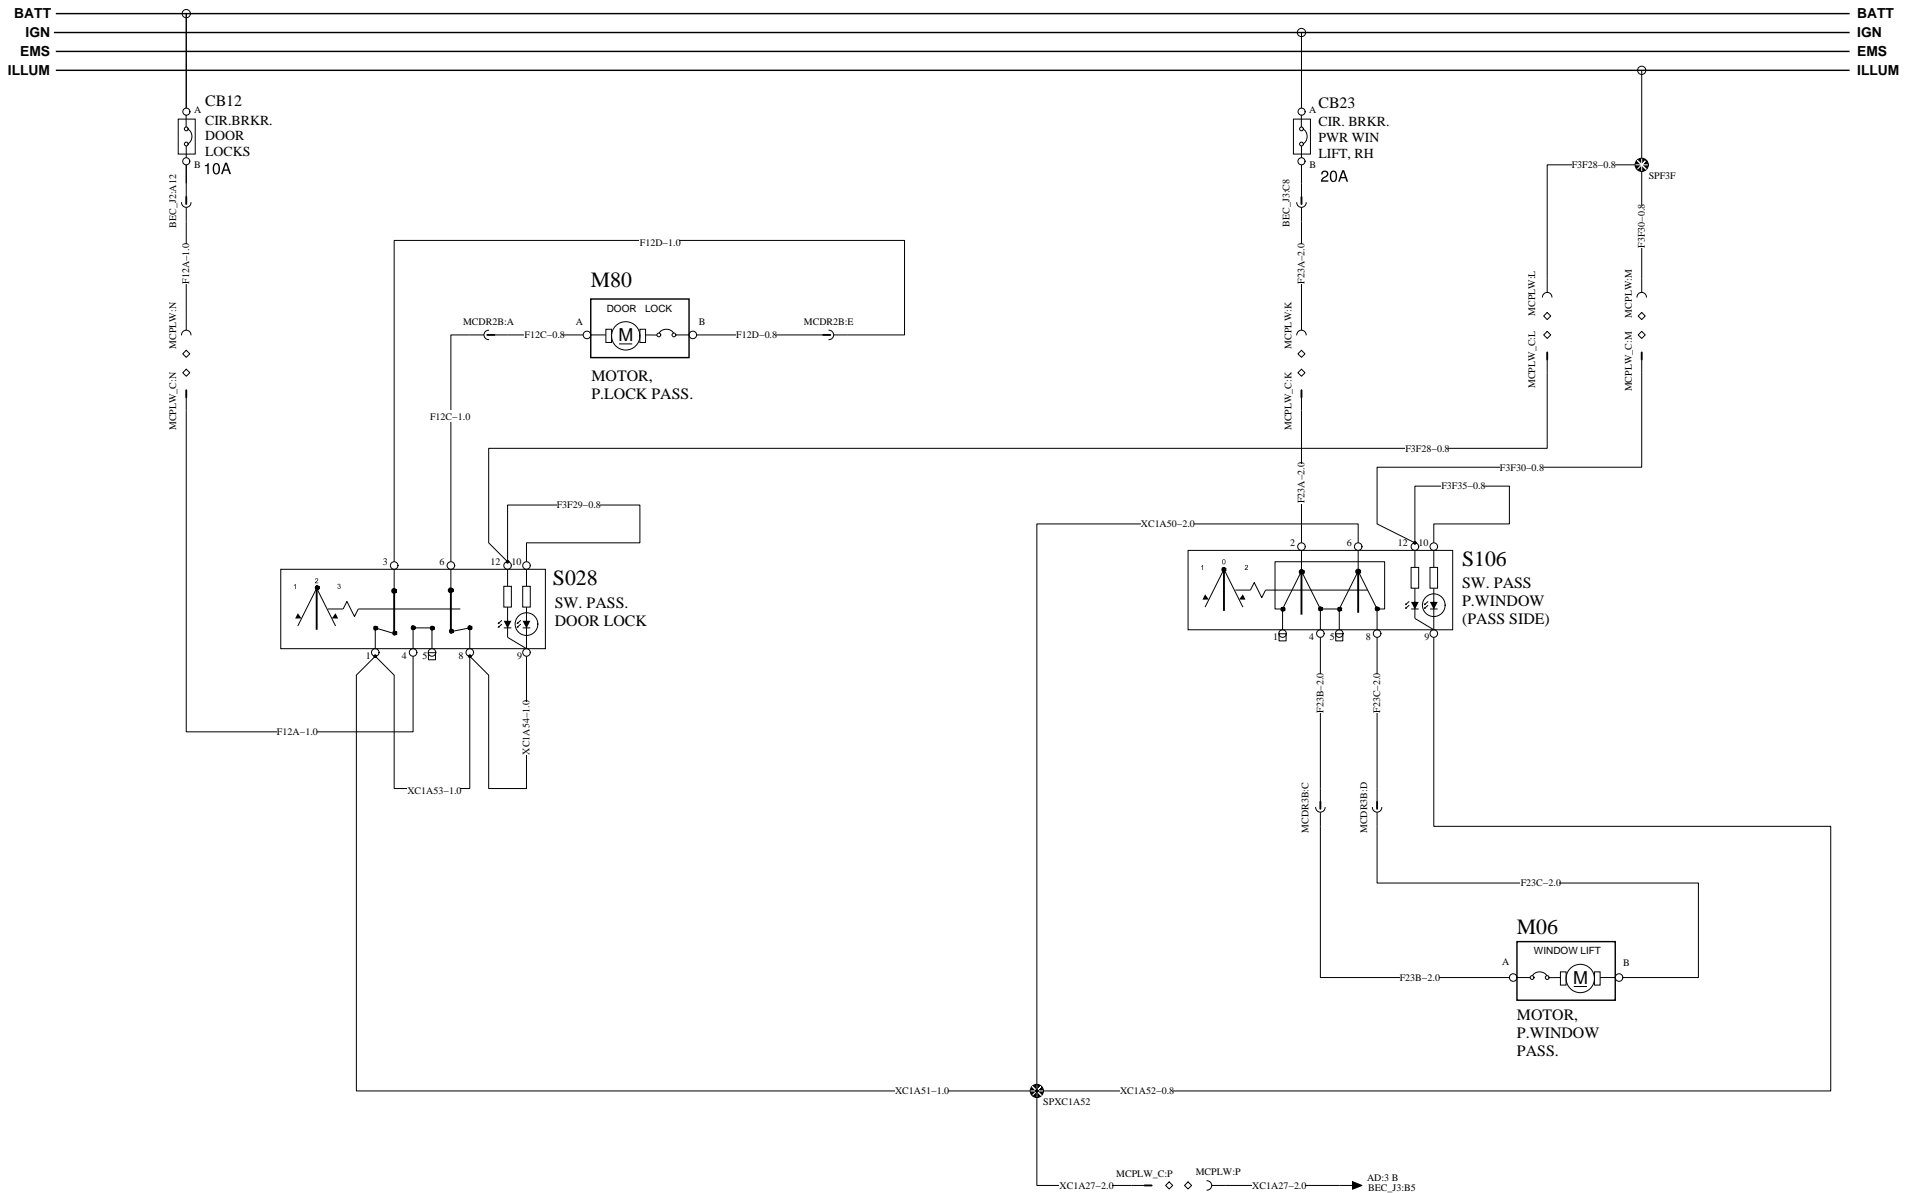 BATT
BATT
IGN
IGN
EMS
EMS
ILLUM
ILLUM
A
CB12
CIR.BRKR.
DOOR
LOCKS
B
10A
BEC_J2:A12
F12A-1.0
MCPLW:N
MCPLW_C:N
A
CB23
CIR. BRKR.
PWR WIN
LIFT, RH
B
20A
BEC_J3:C8
F23A-2.0
MCPLW:K
MCPLW_C:K
F23A-2.0
F3F28-0.8
SPF3F
F3F30-0.8
MCPLW:L
MCPLW:M
MCPLW_C:L
MCPLW_C:M
F12D-1.0
M80
DOOR LOCK
MCDR2B:A
F12C-0.8
A
M
B
F12D-0.8
MCDR2B:E
MOTOR,
P.LOCK PASS.
F12C-1.0
F3F28-0.8
F3F30-0.8
F3F35-0.8
F3F29-0.8
XC1A50-2.0
3
6
12
10
1
2
3
S028
SW. PASS.
DOOR LOCK
1
4
5
8
9
2
6
12
10
1
0
2
S106
SW. PASS
P.WINDOW
(PASS SIDE)
1
4
5
8
9
F12A-1.0
XC1A53-1.0
XC1A54-1.0
F23B-2.0
F23C-2.0
MCDR3B:C
MCDR3B:D
F23C-2.0
M06
WINDOW LIFT
A
M
B
F23B-2.0
MOTOR,
P.WINDOW
PASS.
XC1A51-1.0
XC1A52-0.8
SPXC1A52
XC1A27-2.0
MCPLW_C:P
MCPLW:P
XC1A27-2.0
AD:3 B
BEC_J3:B5